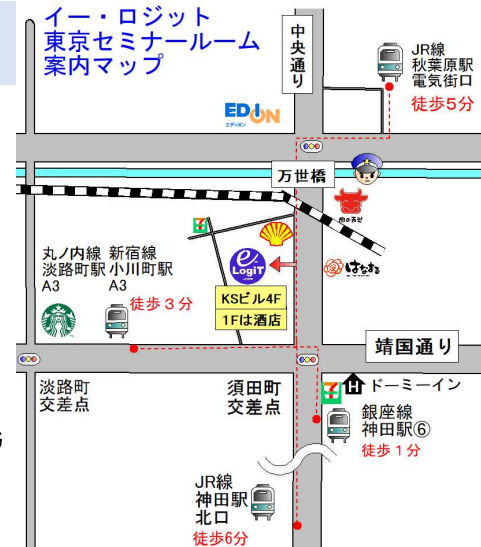 イー・ロジット
東京セミナールーム
案内マップ
中央通り
JR線
秋葉原駅
電気街口
徒歩5分
EDION
エディオン
万世橋
肉の万世
7
はなまる
e
LogiT
.com
丸ノ内線
淡路町駅
A3
新宿線
小川町駅
A3
徒歩3分
KSビル4F
1Fは酒店
靖国通り
淡路町
交差点
須田町
交差点
7
H
ドーミーイン
銀座線
神田駅⑥
徒歩1分
JR線
神田駅
北口
徒歩6分